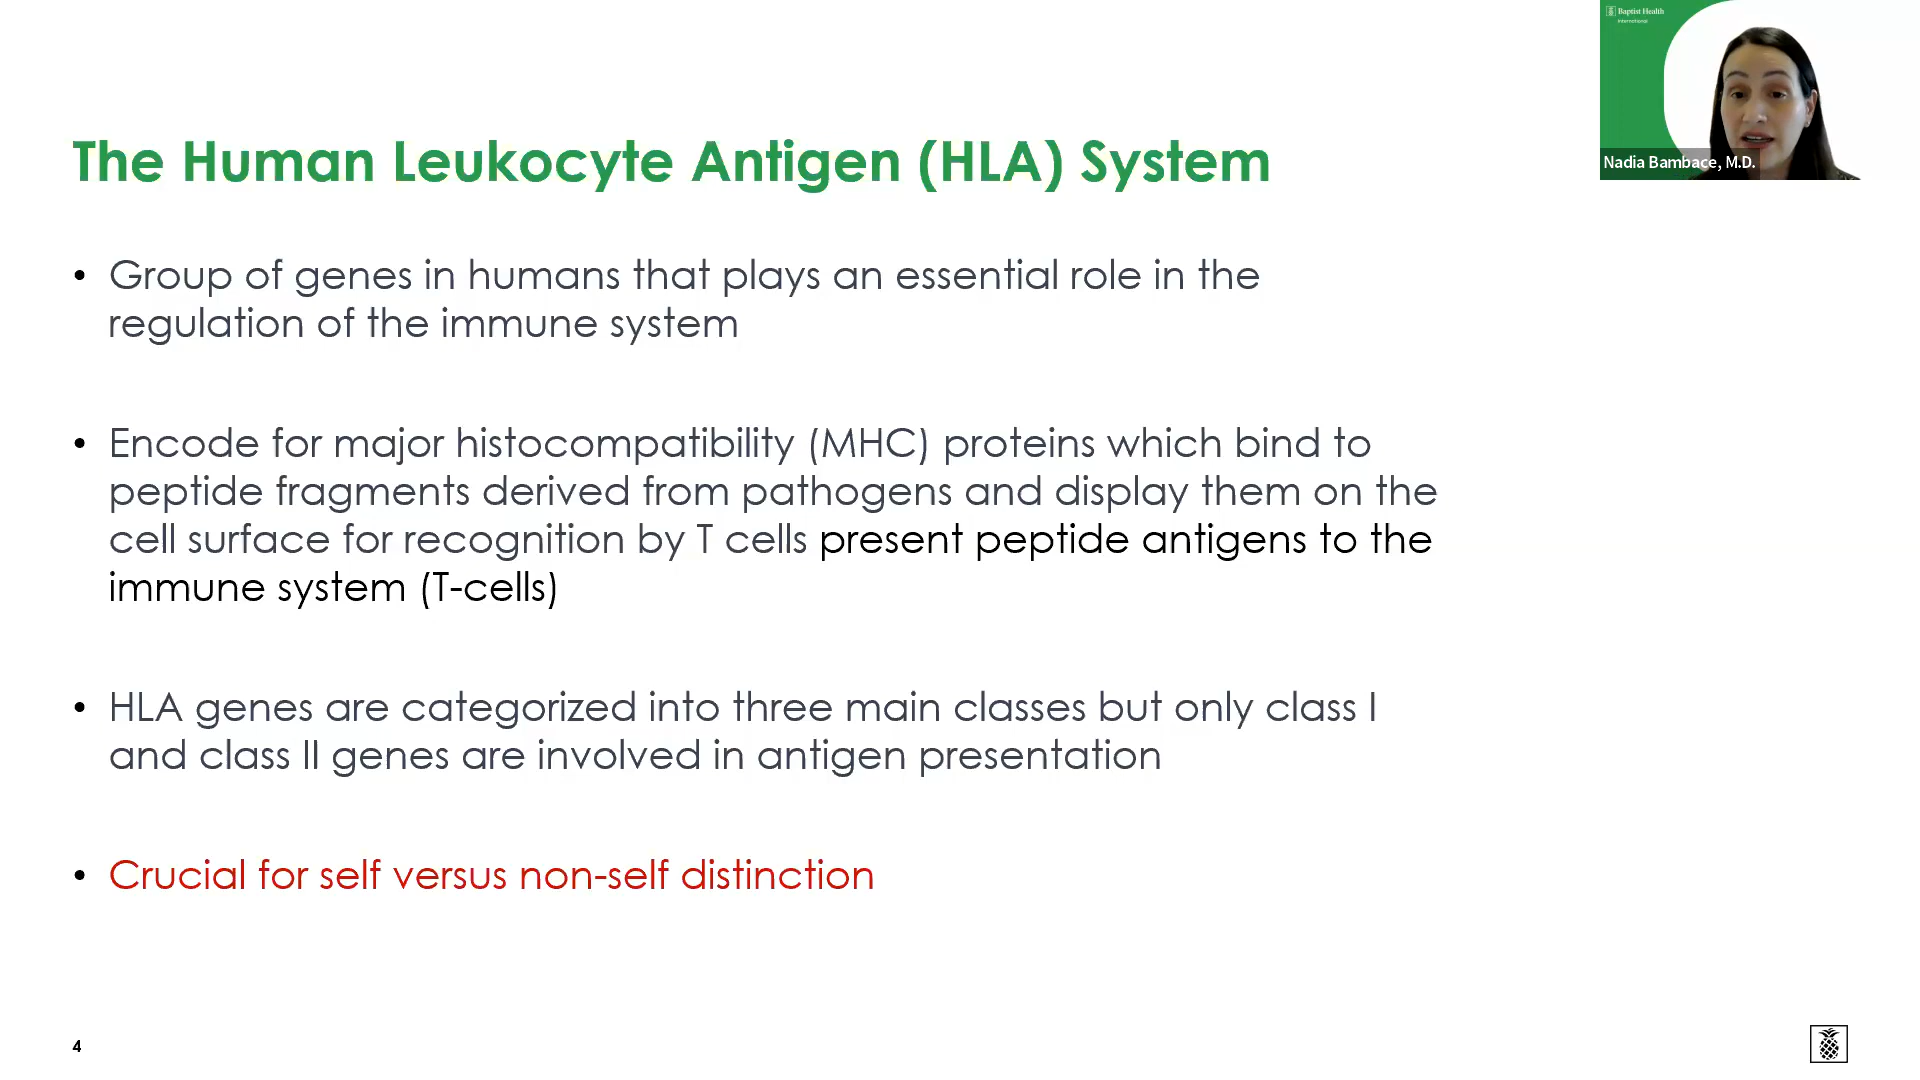 Baptist Health
International
Nadia Bambace, M.D.
The Human Leukocyte Antigen (HLA) System
• Group of genes in humans that plays an essential role in the
regulation of the immune system
• Encode for major histocompatibility (MHC) proteins which bind to
peptide fragments derived from pathogens and display them on the
cell surface for recognition by T cells present peptide antigens to the
immune system (T-cells)
• HLA genes are categorized into three main classes but only class I
and class II genes are involved in antigen presentation
• Crucial for self versus non-self distinction
4